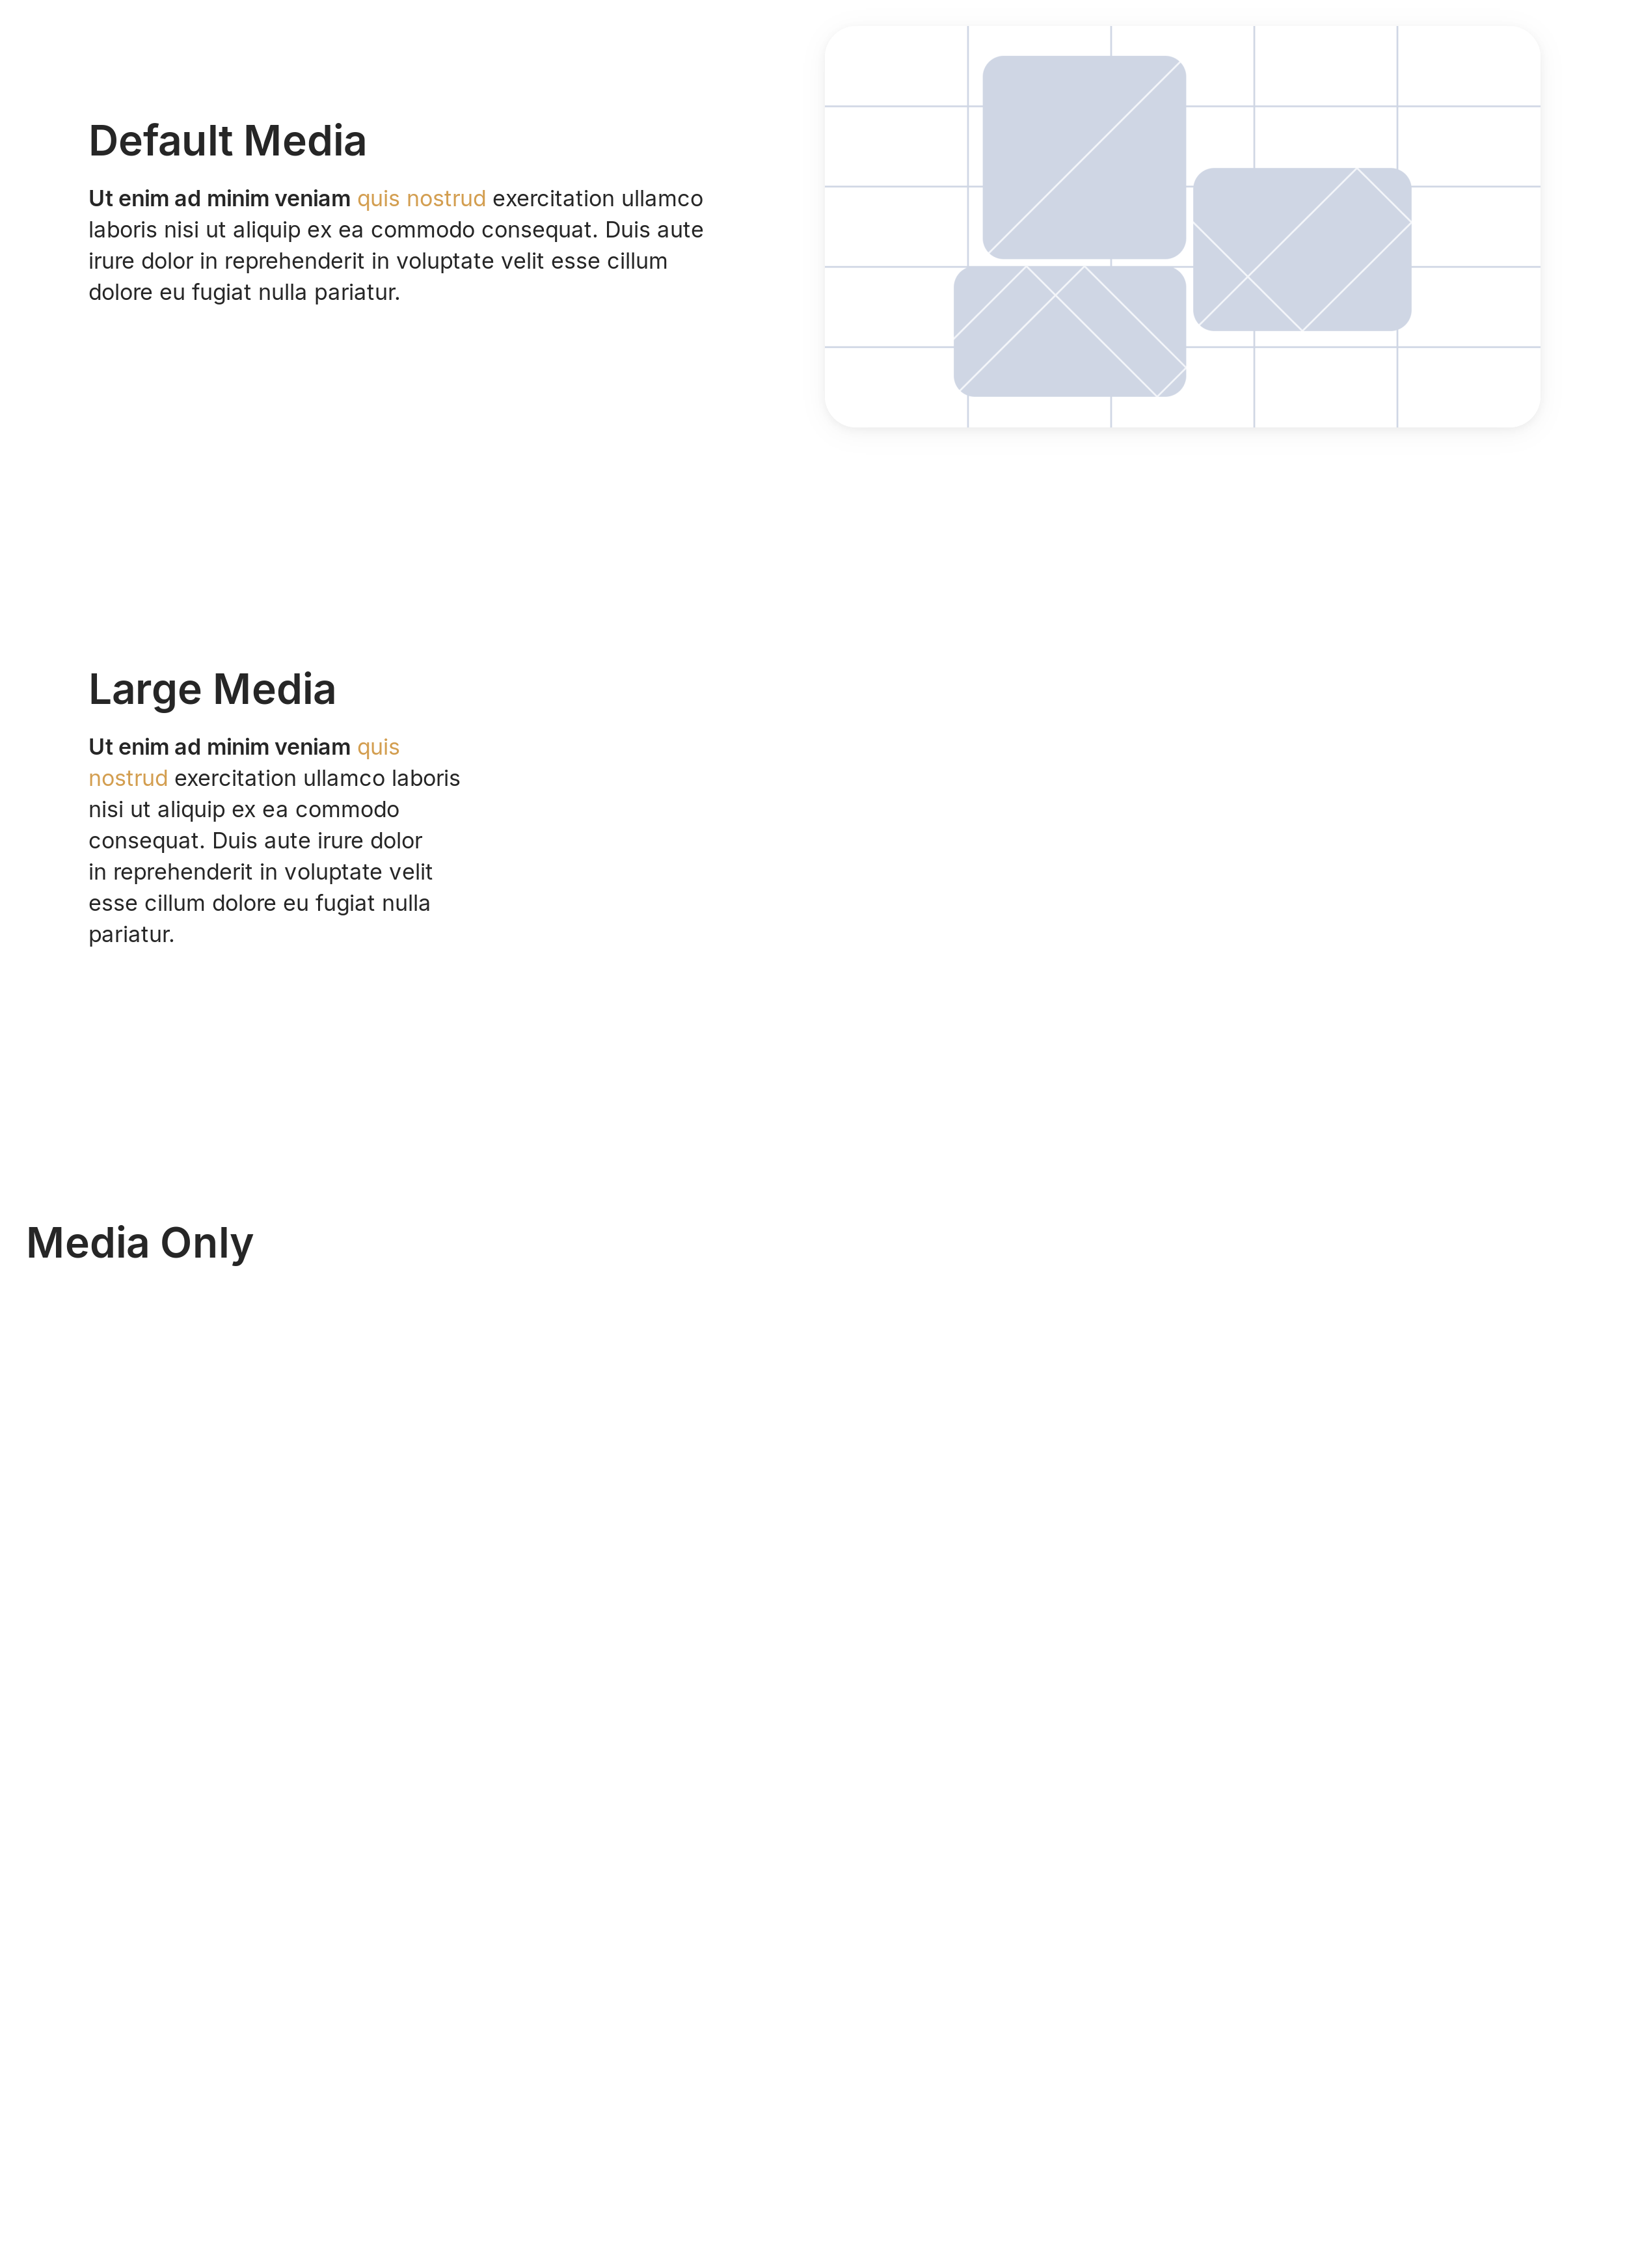 Default Media
Ut enim ad minim veniam quis nostrud exercitation ullamco
laboris nisi ut aliquip ex ea commodo consequat. Duis aute
irure dolor in reprehenderit in voluptate velit esse cillum
dolore eu fugiat nulla pariatur.
Large Media
Ut enim ad minim veniam quis
nostrud exercitation ullamco laboris
nisi ut aliquip ex ea commodo
consequat. Duis aute irure dolor
in reprehenderit in voluptate velit
esse cillum dolore eu fugiat nulla
pariatur.
Media Only